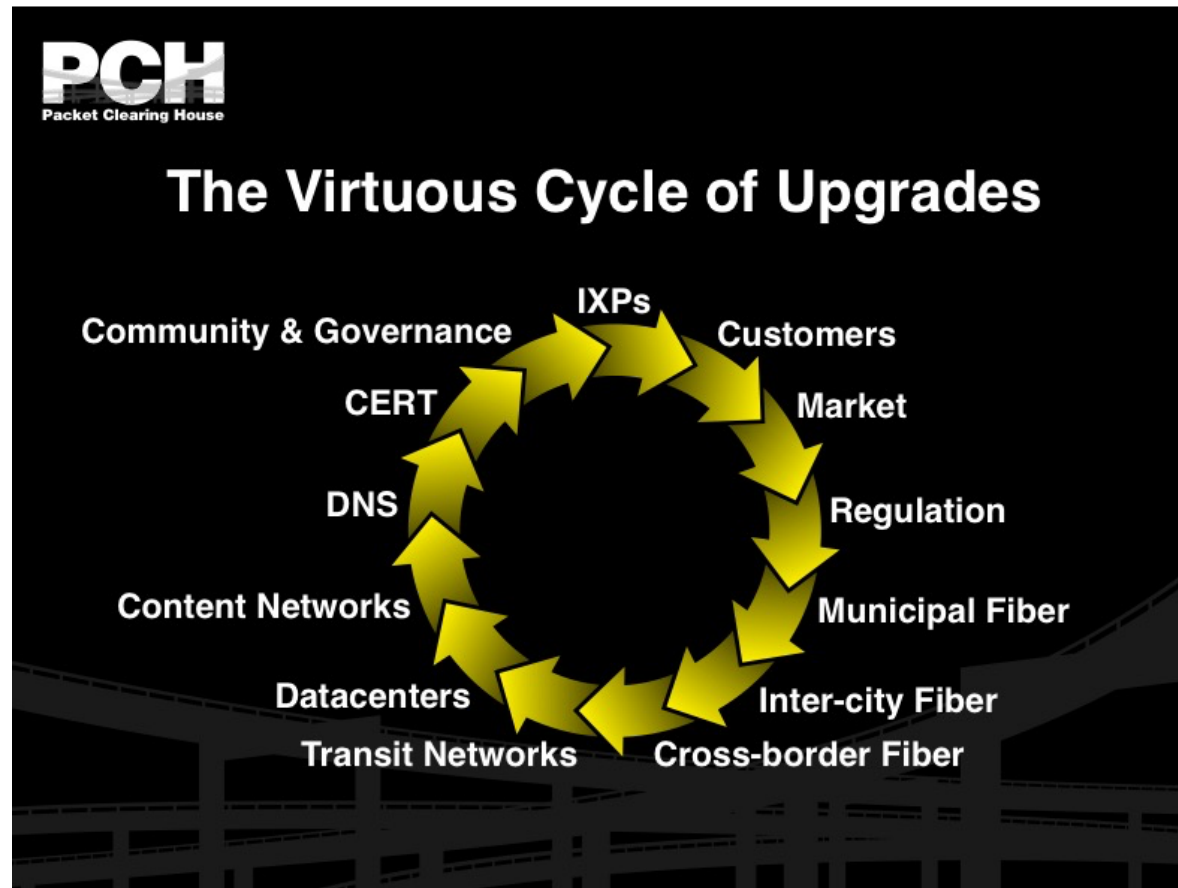 PCH
Packet Clearing House
The Virtuous Cycle of Upgrades
IXPs
Customers
Market
Regulation
Municipal Fiber
Inter-city Fiber
Cross-border Fiber
Transit Networks
Datacenters
Content Networks
DNS
CERT
Community & Governance